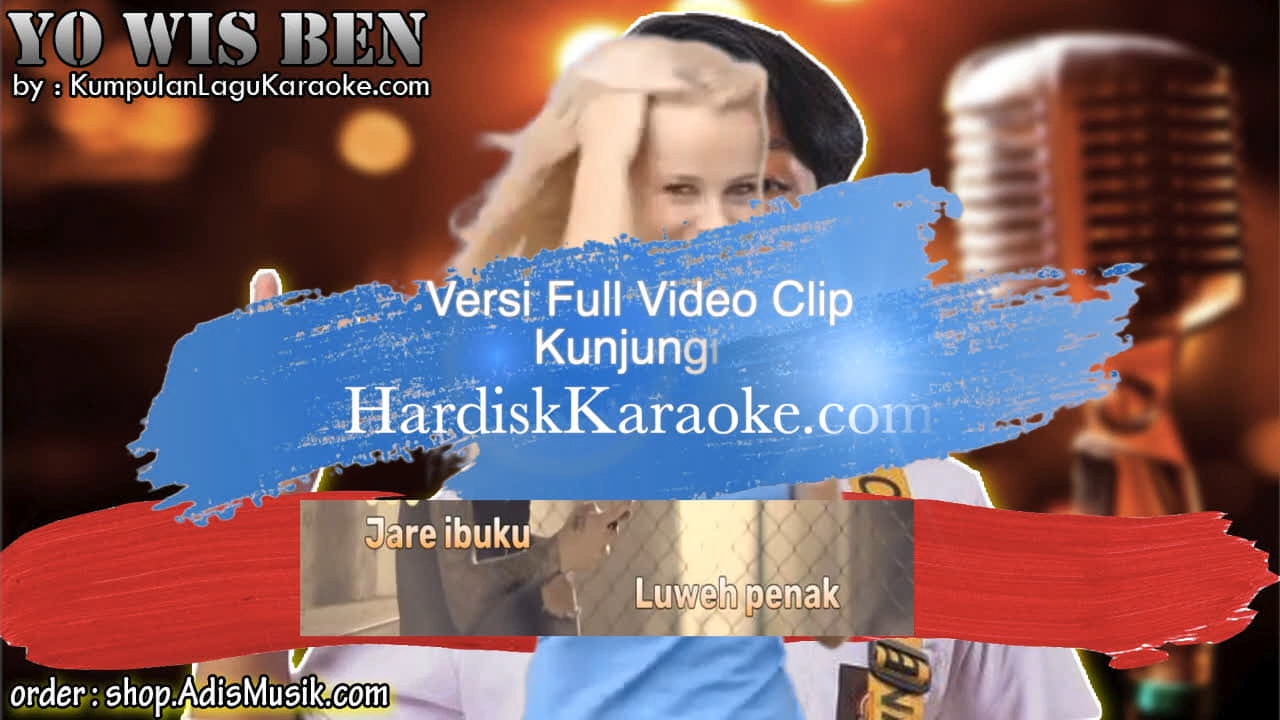 YO WIS BEN
by : KumpulanLaguKaraoke.com
Versi Full Video Clip
Kunjungi
HardiskKaraoke.com
Jare ibuku
Luweh penak
order : shop.AdisMusik.com